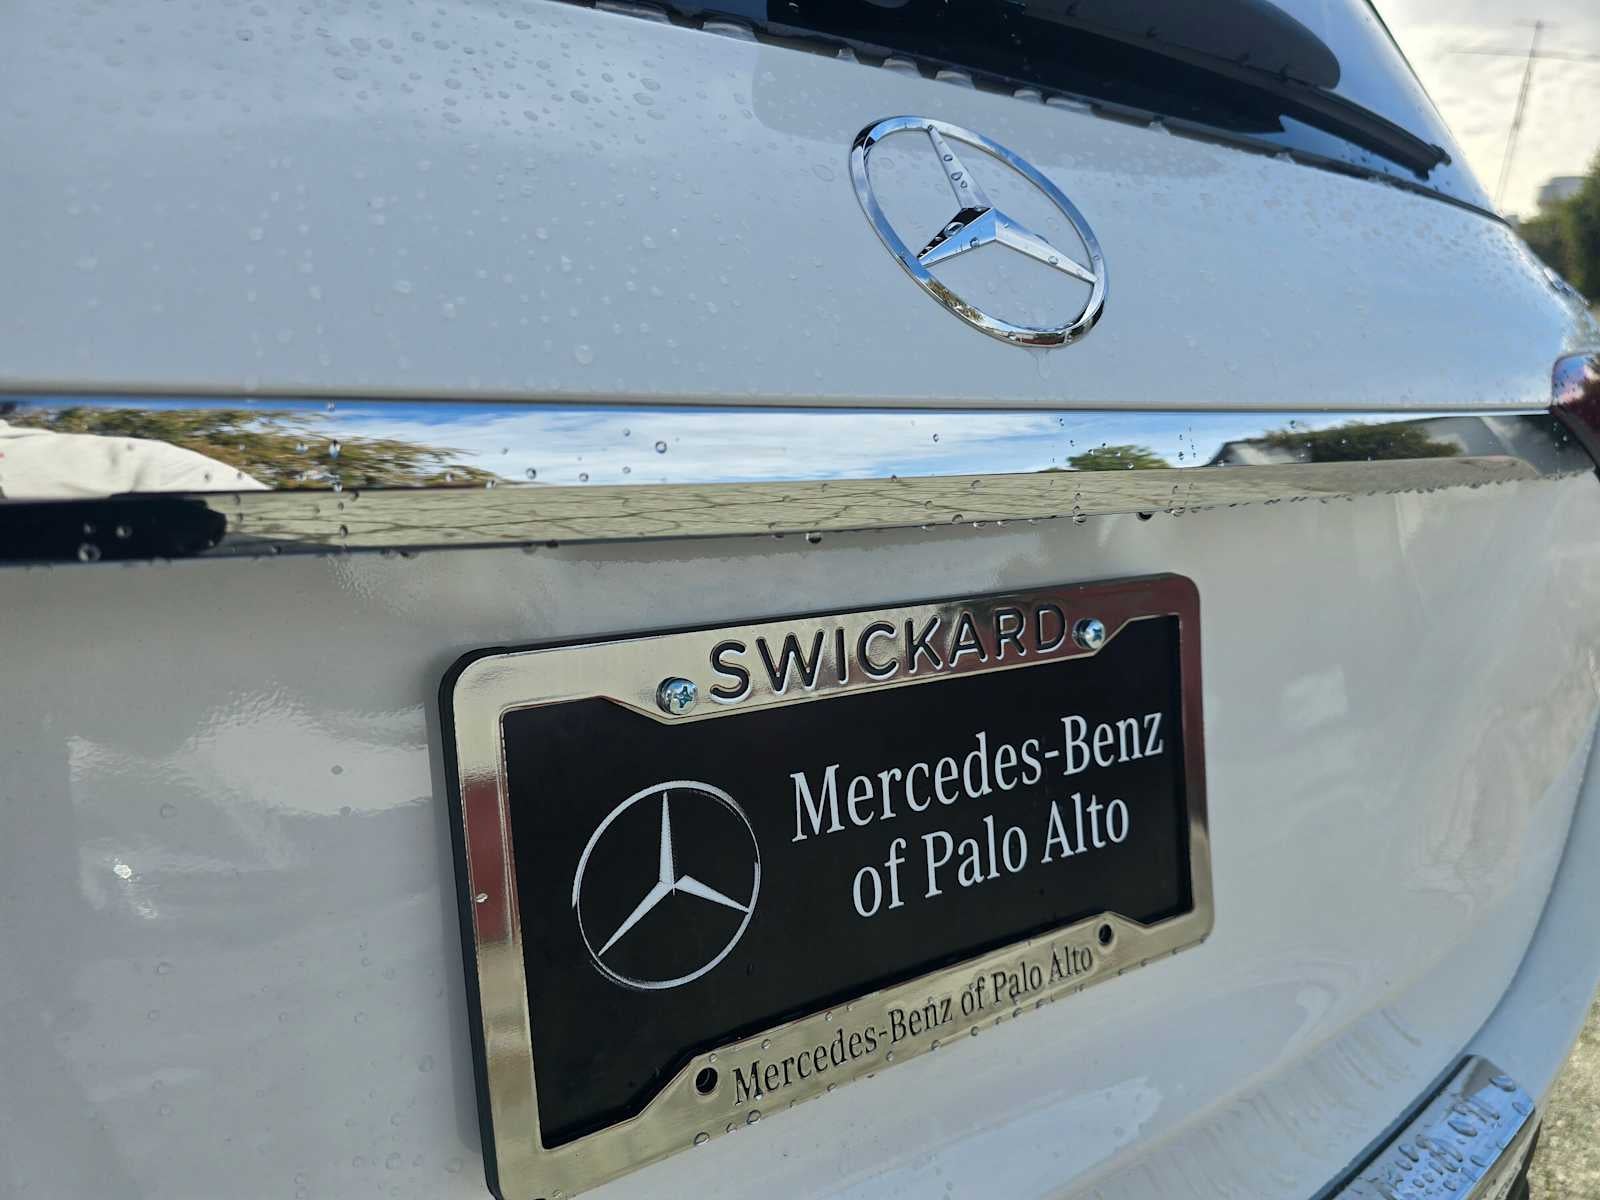 SWICKARD
Mercedes-Benz
of Palo Alto
Mercedes-Benz of Palo Alto